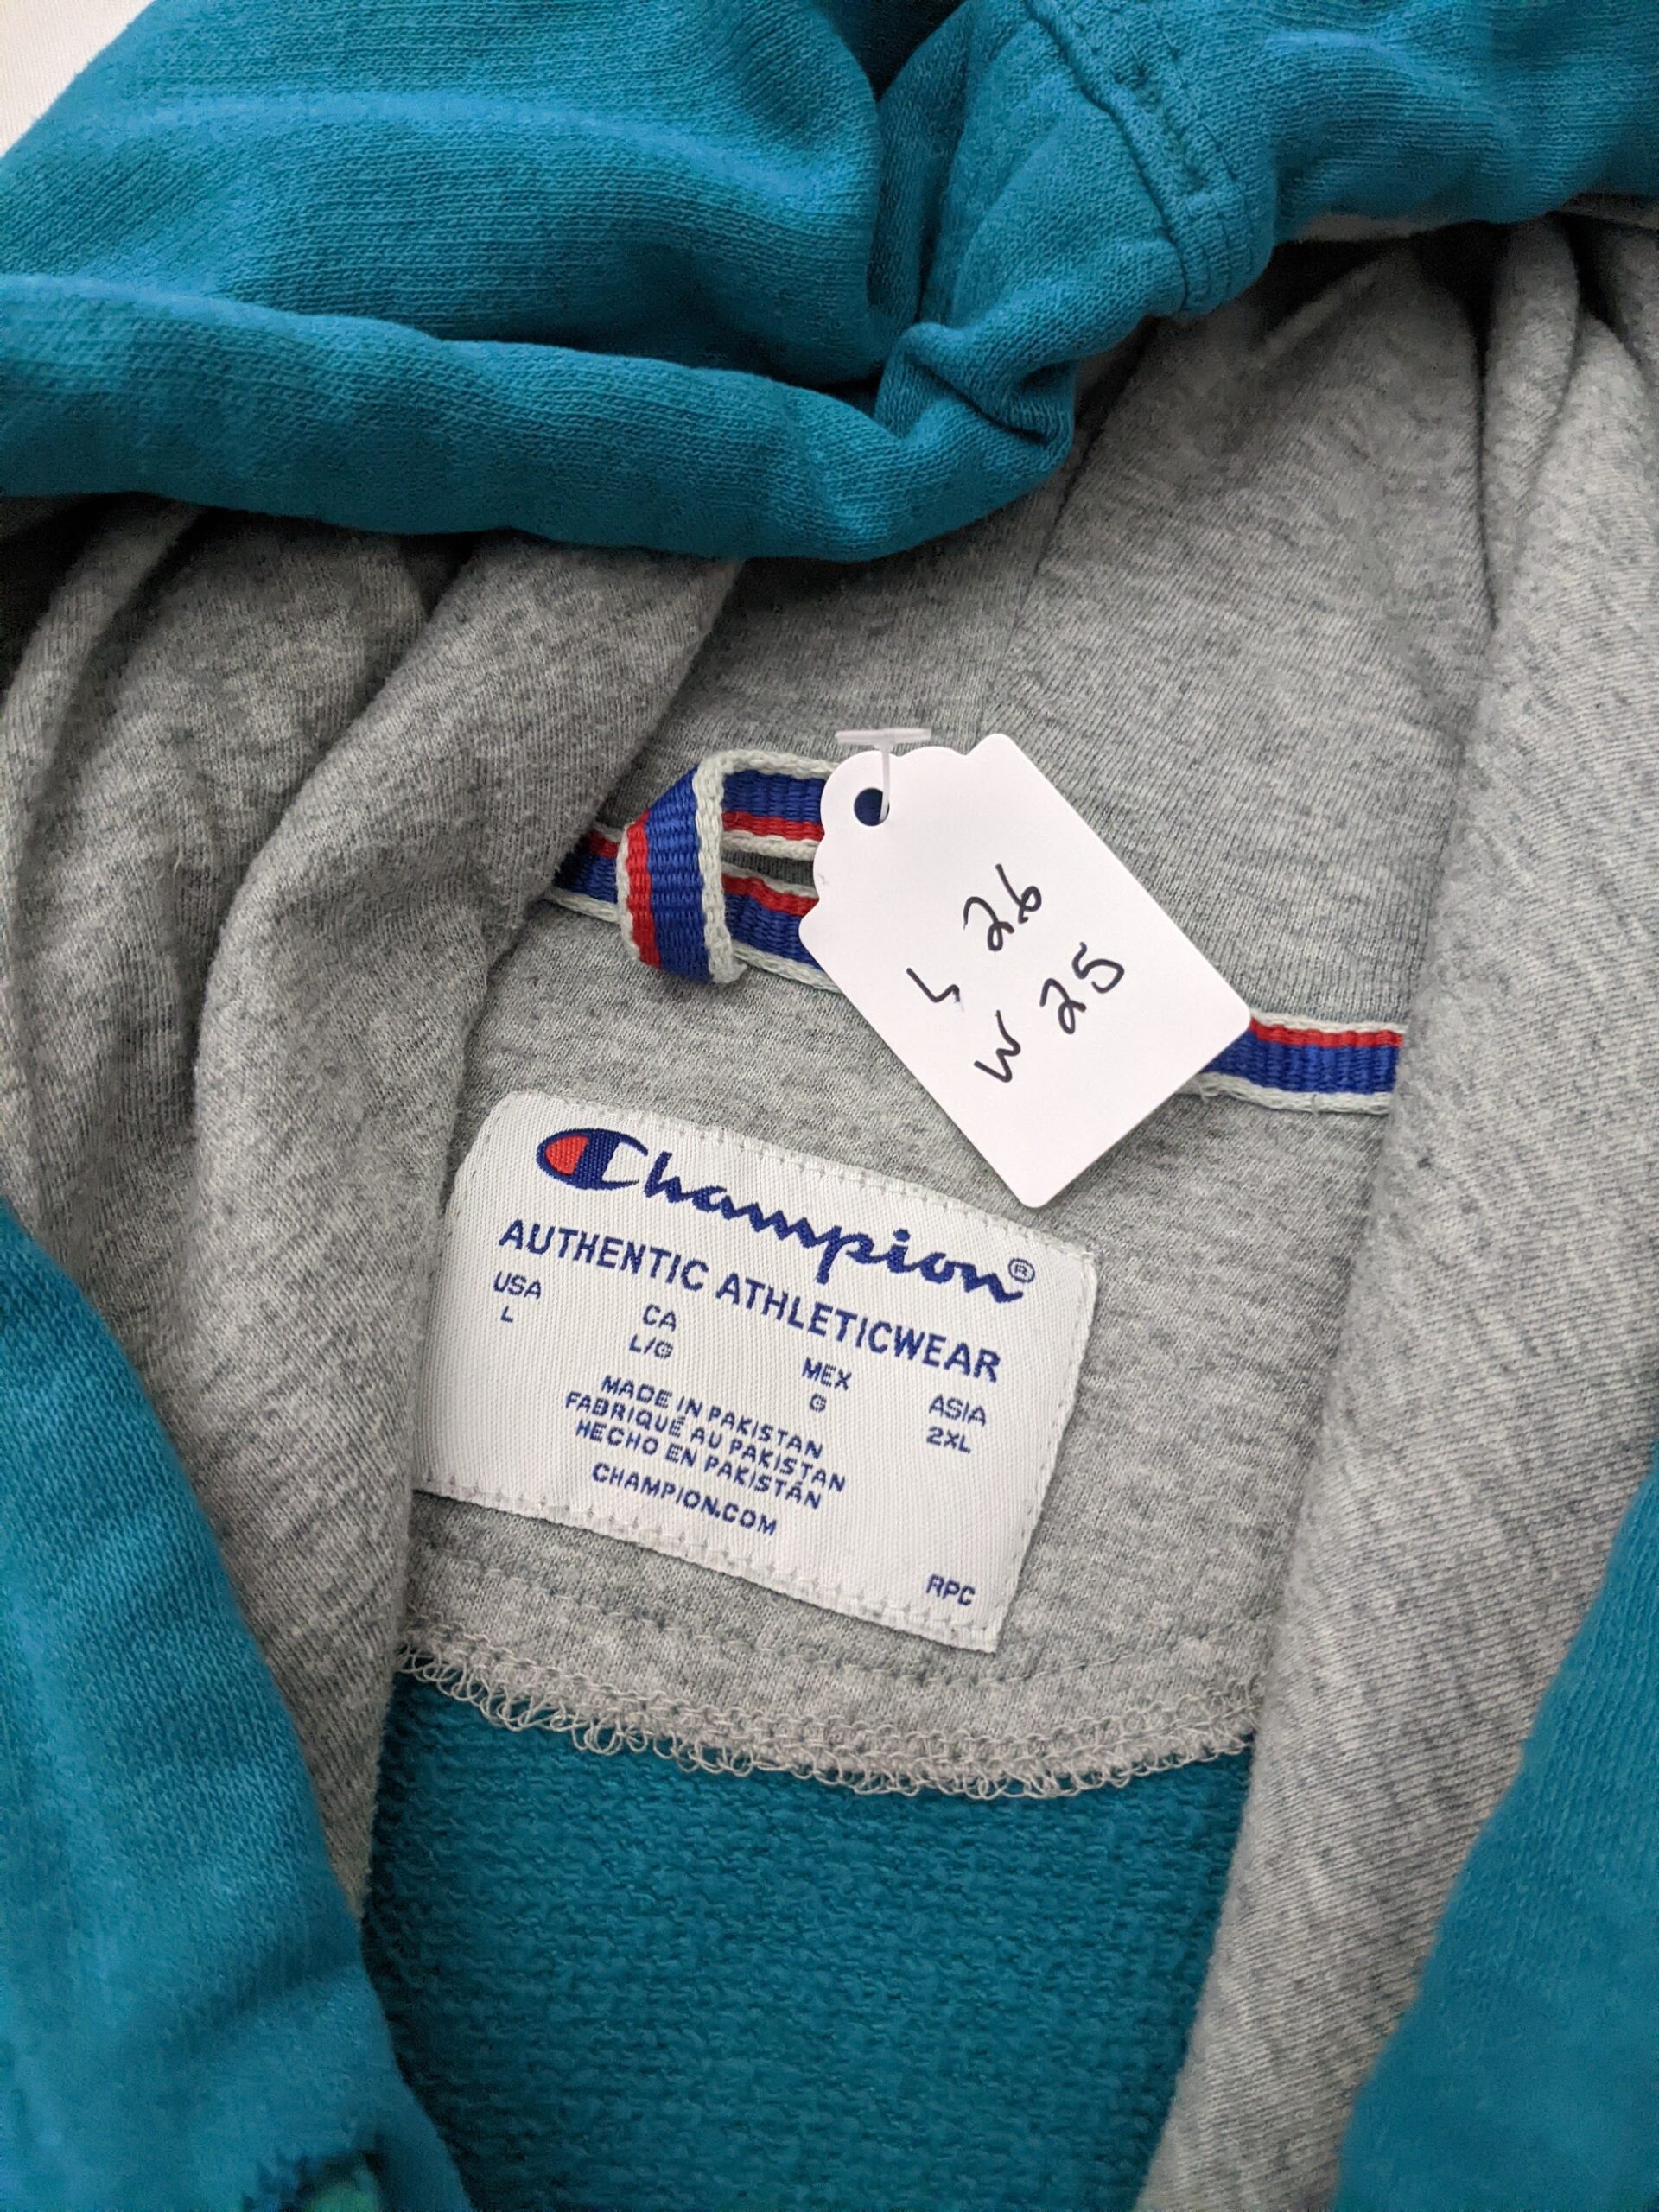 L 26
W 25
Champion®
AUTHENTIC ATHLETICWEAR
USA CA MEX ASIA
L L/G G 2XL
MADE IN PAKISTAN
FABRIQUÉ AU PAKISTAN
HECHO EN PAKISTÁN
CHAMPION.COM
RPC